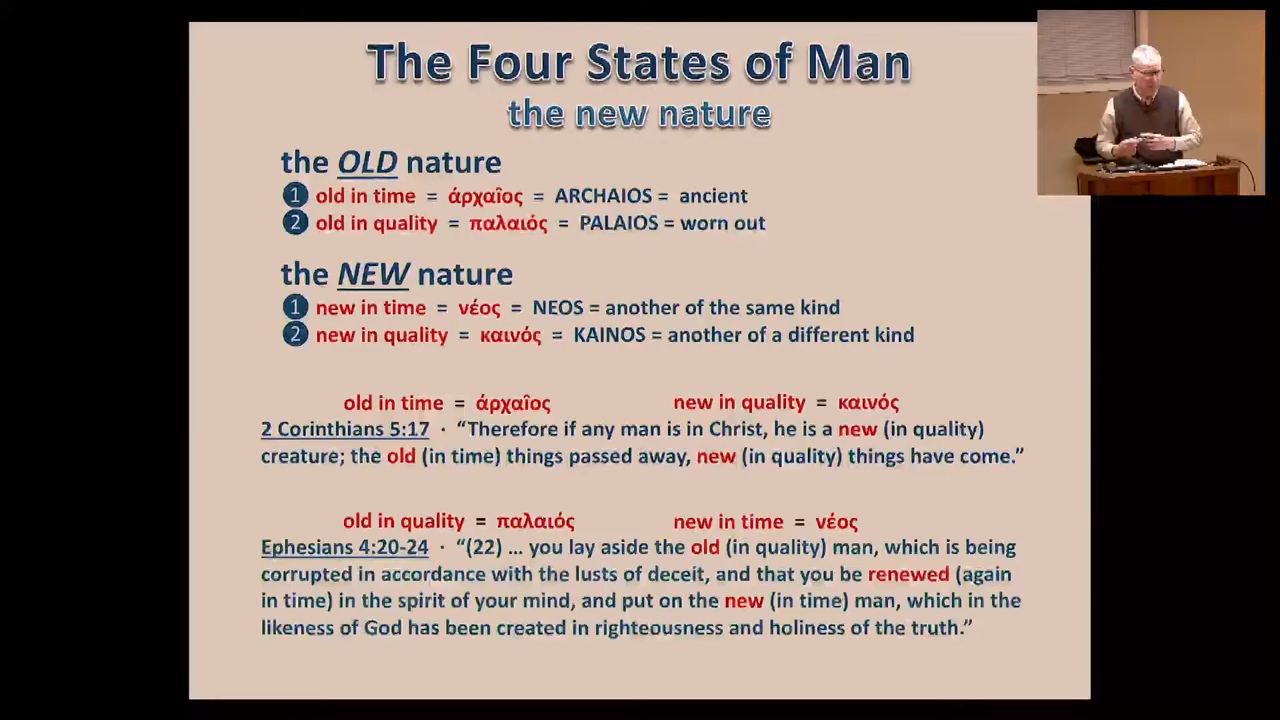 The Four States of Man
the new nature
the OLD nature
1 old in time = άρχαῖος = ARCHAIOS = ancient
2 old in quality = παλαιός = PALAIOS = worn out
the NEW nature
1 new in time = νέος = NEOS = another of the same kind
2 new in quality = καινός = KAINOS = another of a different kind
old in time = άρχαῖος new in quality = καινός
2 Corinthians 5:17 · “Therefore if any man is in Christ, he is a new (in quality)
creature; the old (in time) things passed away, new (in quality) things have come.”
old in quality = παλαιός new in time = νέος
Ephesians 4:20-24 · “(22) … you lay aside the old (in quality) man, which is being
corrupted in accordance with the lusts of deceit, and that you be renewed (again
in time) in the spirit of your mind, and put on the new (in time) man, which in the
likeness of God has been created in righteousness and holiness of the truth.”